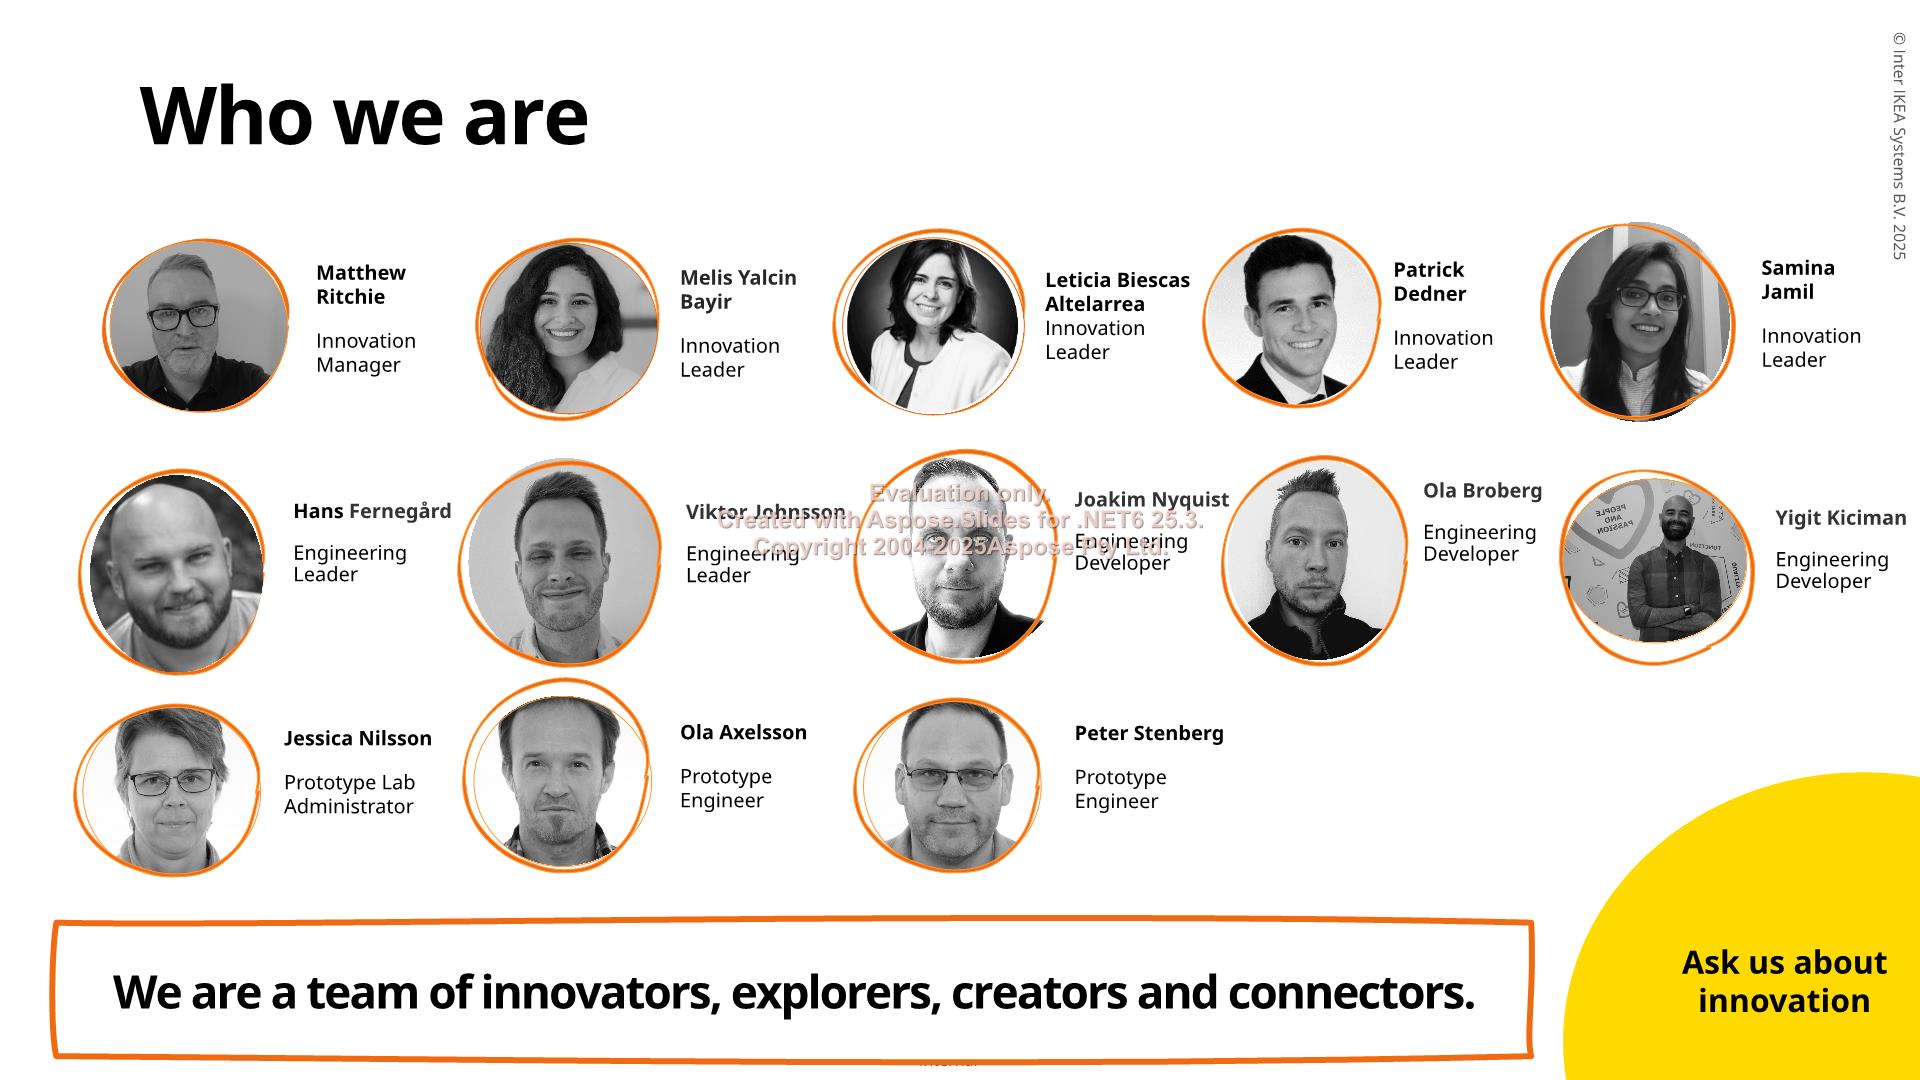 Who we are
© Inter IKEA Systems B.V. 2025
Matthew
Ritchie
Innovation
Manager
Melis Yalcin
Bayir
Innovation
Leader
Leticia Biescas
Altelarrea
Innovation
Leader
Patrick
Dedner
Innovation
Leader
Samina
Jamil
Innovation
Leader
Hans Fernegård
Engineering
Leader
Viktor Johnsson
Engineering
Leader
Evaluation only.
Created with Aspose.Slides for .NET6 25.3.
Copyright 2004-2025Aspose Pty Ltd.
Joakim Nyquist
Engineering
Developer
Ola Broberg
Engineering
Developer
PEOPLE
AND
PASSION
FUNCTION
Yigit Kiciman
Engineering
Developer
Jessica Nilsson
Prototype Lab
Administrator
Ola Axelsson
Prototype
Engineer
Peter Stenberg
Prototype
Engineer
We are a team of innovators, explorers, creators and connectors.
Ask us about
innovation